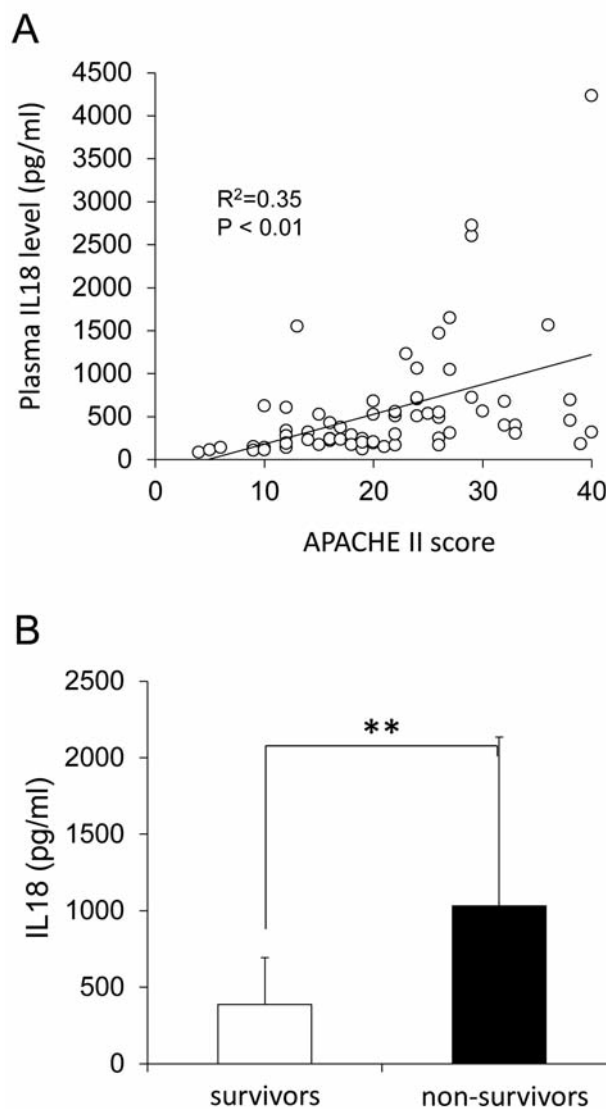 A
Plasma IL18 level (pg/ml)
4500
4000
3500
3000
2500
2000
1500
1000
500
0
R²=0.35
P < 0.01
0 10 20 30 40
APACHE II score
B
IL18 (pg/ml)
2500
2000
1500
1000
500
0
**
survivors non-survivors